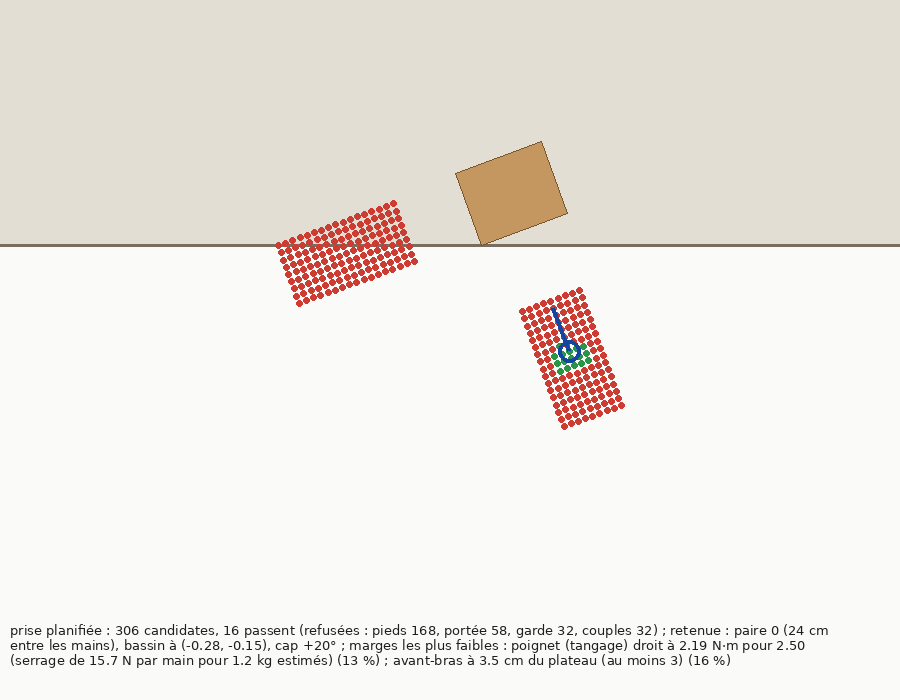 prise planifiée : 306 candidates, 16 passent (refusées : pieds 168, portée 58, garde 32, couples 32) ; retenue : paire 0 (24 cm
entre les mains), bassin à (-0.28, -0.15), cap +20° ; marges les plus faibles : poignet (tangage) droit à 2.19 N·m pour 2.50
(serrage de 15.7 N par main pour 1.2 kg estimés) (13 %) ; avant-bras à 3.5 cm du plateau (au moins 3) (16 %)